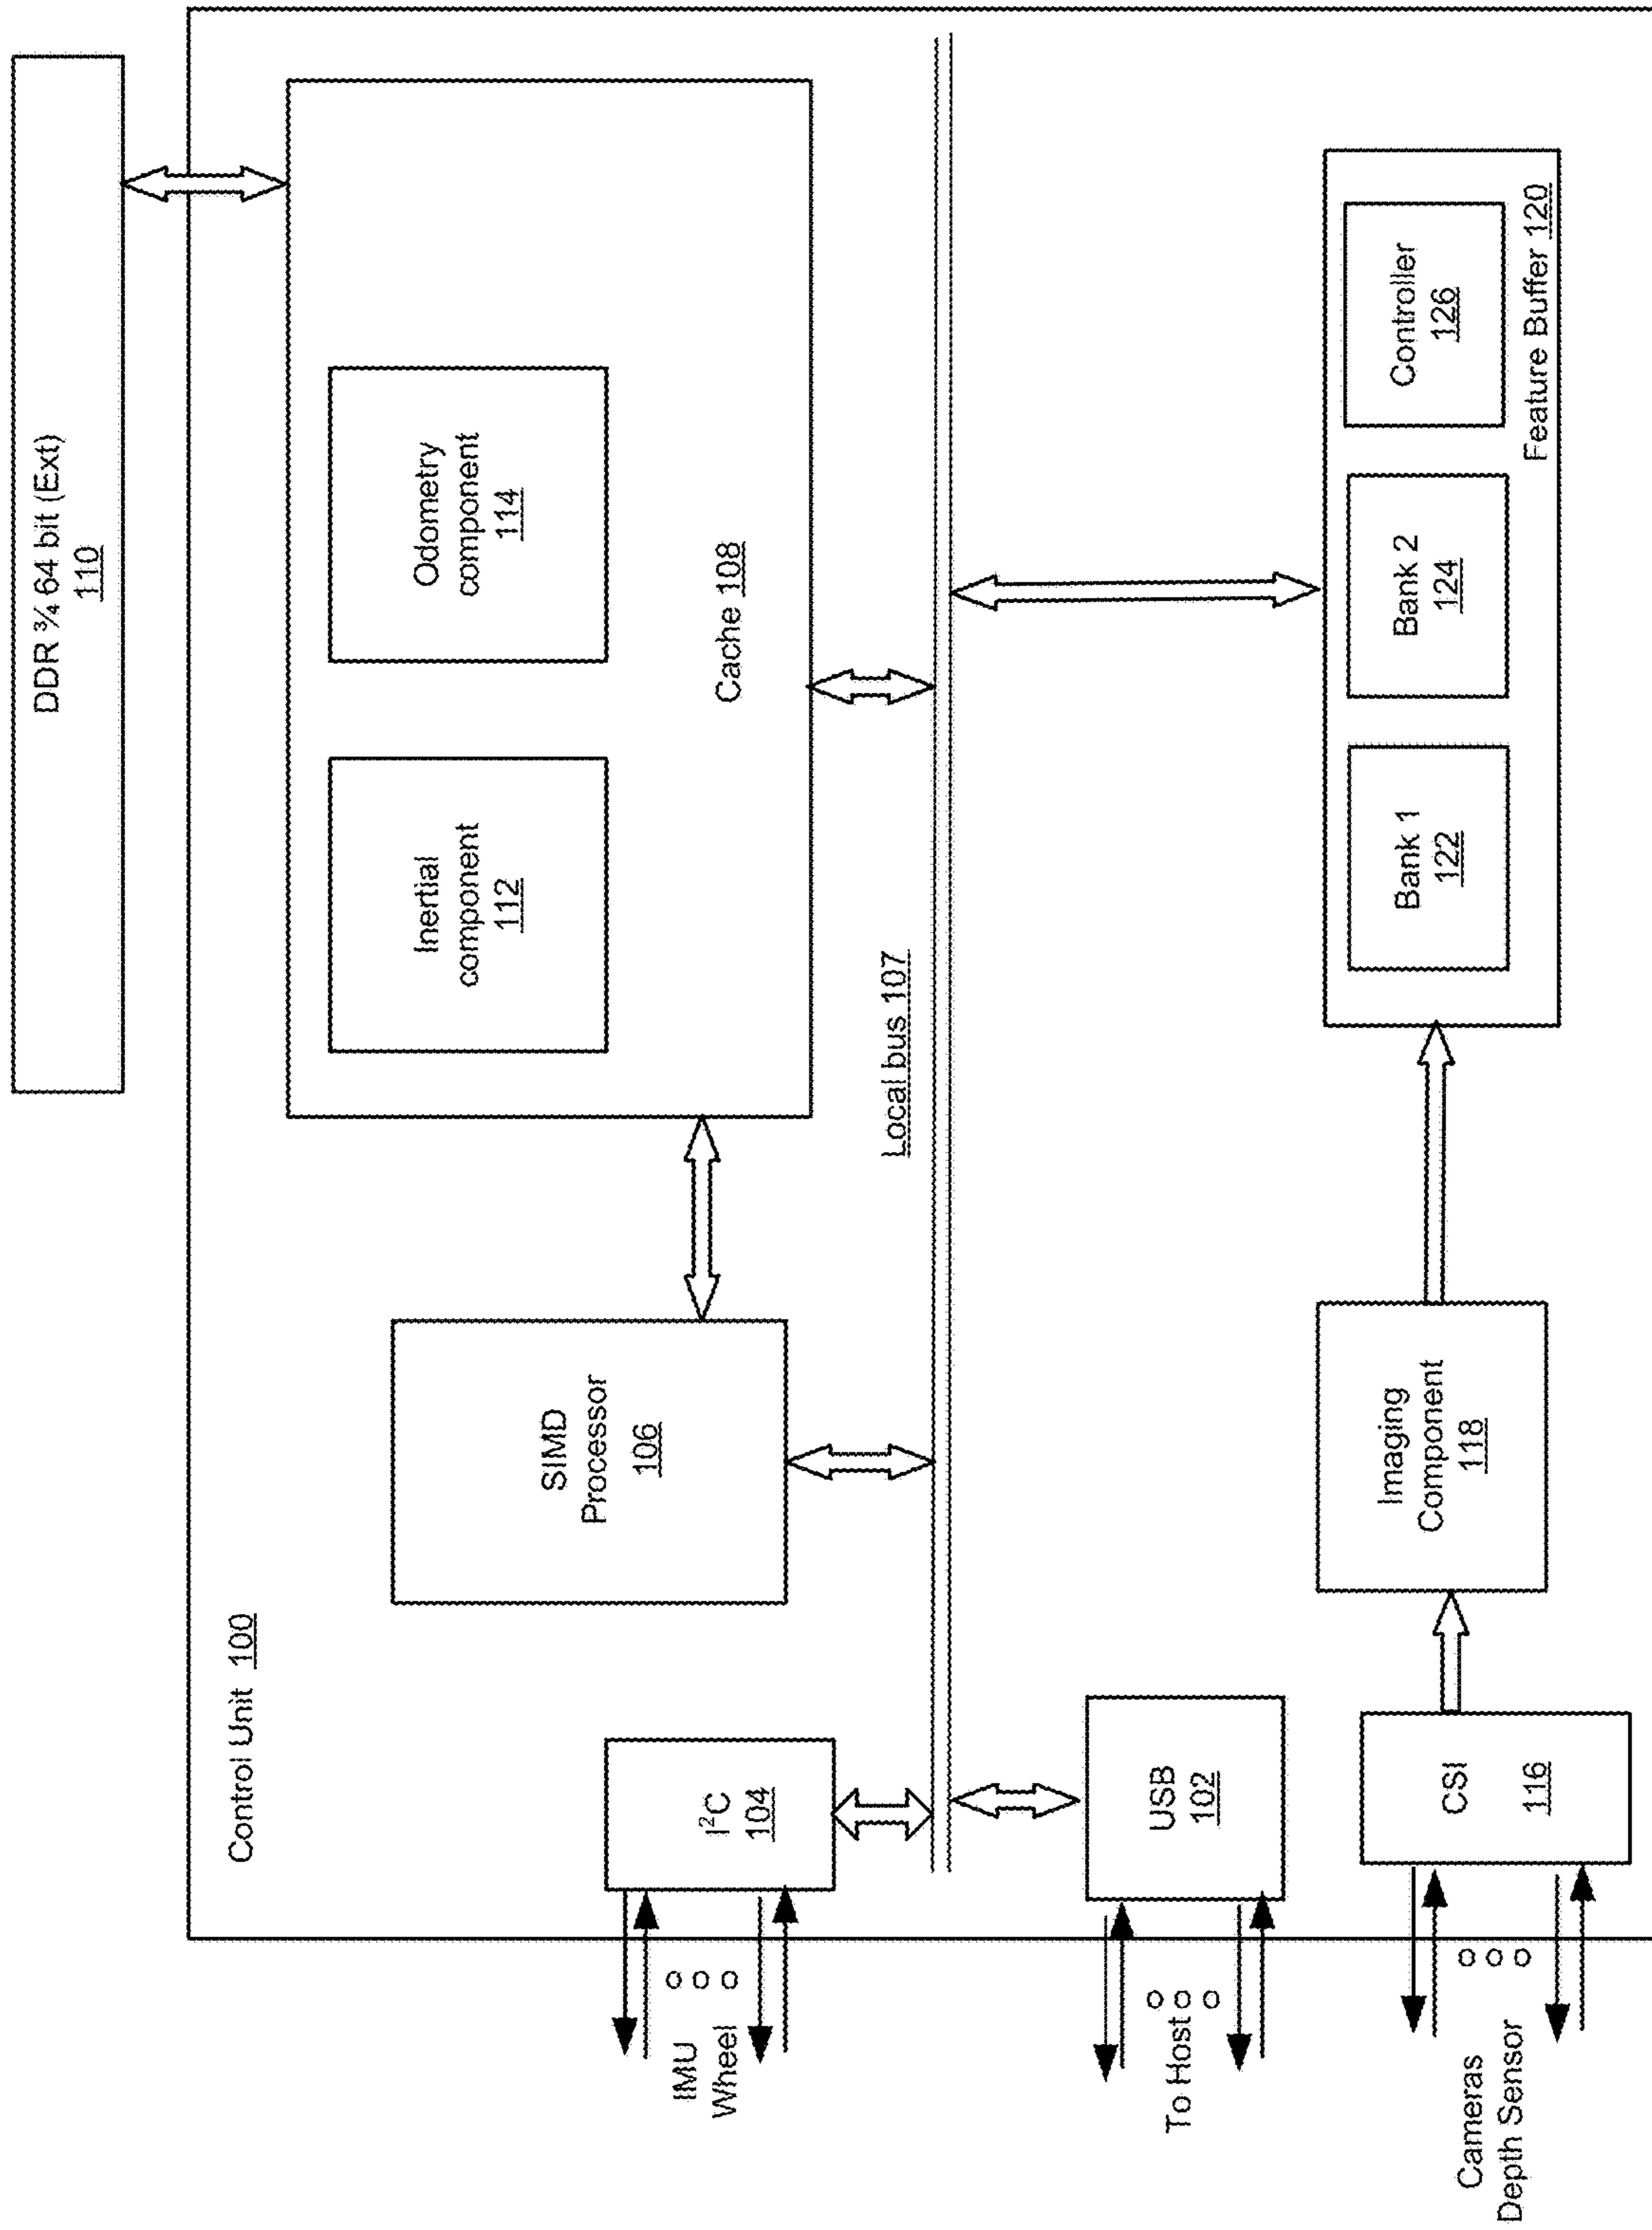 DDR ¾ 64 bit (Ext)
110
Control Unit 100
Inertial
component
112
Odometry
component
114
Cache 108
SIMD
Processor
106
I²C
104
IMU
Wheel
Local bus 107
USB
102
To Host
CSI
116
Cameras
Depth Sensor
Imaging
Component
118
Bank 1
122
Bank 2
124
Controller
126
Feature Buffer 120